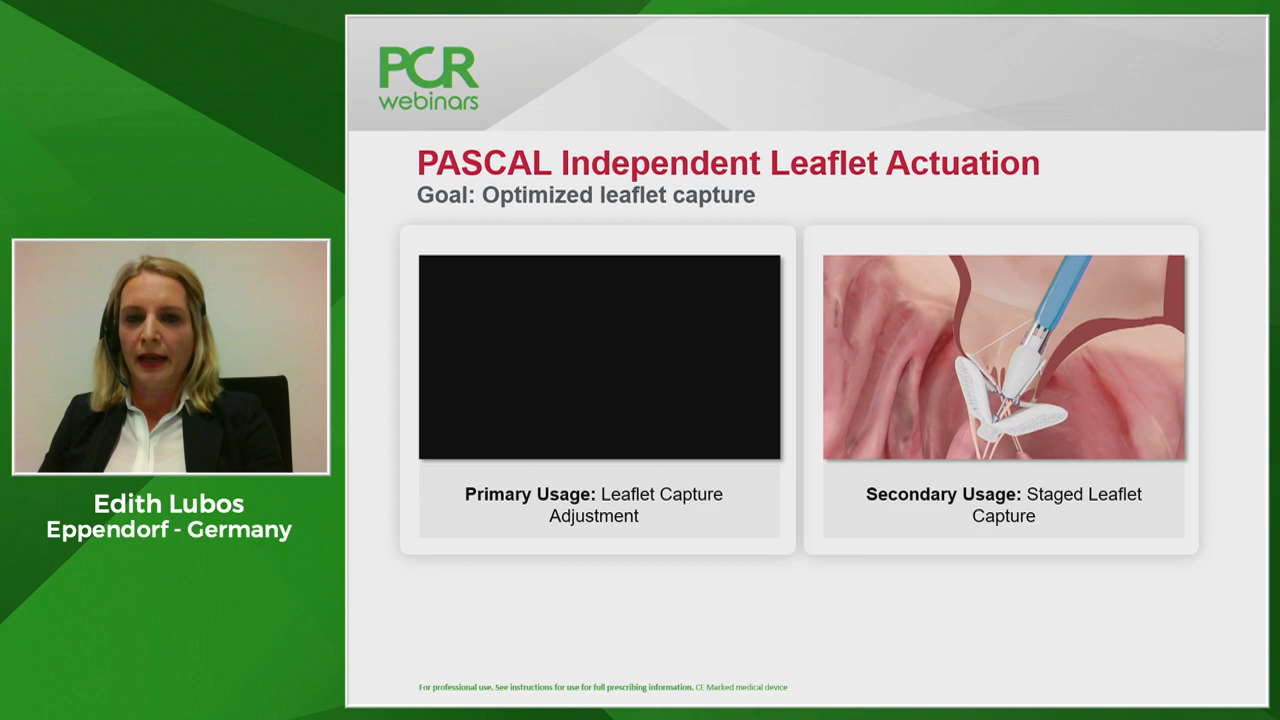 PCR
webinars
PASCAL Independent Leaflet Actuation
Goal: Optimized leaflet capture
Primary Usage: Leaflet Capture
Adjustment
Secondary Usage: Staged Leaflet
Capture
Edith Lubos
Eppendorf - Germany
For professional use. See instructions for use for full prescribing information. CE Marked medical device